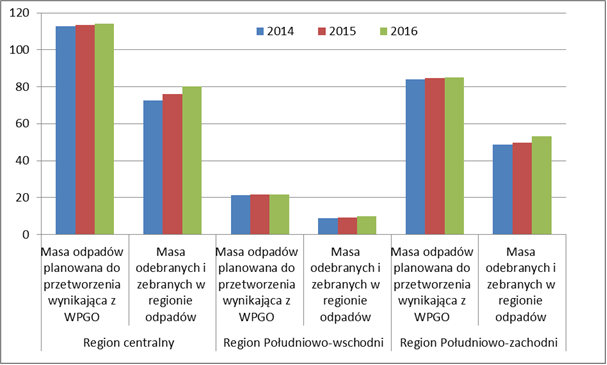 120
100
80
60
40
20
0
2014 2015 2016
Masa odpadów
planowana do
przetworzenia
wynikająca z
WPGO
Masa
odebranych i
zebranych w
regionie
odpadów
Masa odpadów
planowana do
przetworzenia
wynikająca z
WPGO
Masa
odebranych i
zebranych w
regionie
odpadów
Masa odpadów
planowana do
przetworzenia
wynikająca z
WPGO
Masa
odebranych i
zebranych w
regionie
odpadów
Region centralny
Region Południowo-wschodni
Region Południowo-zachodni